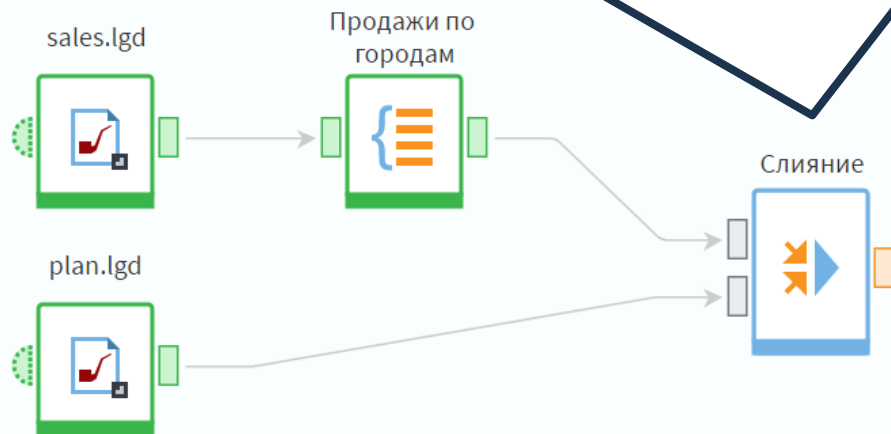 sales.lgd
Продажи по
городам
Слияние
plan.lgd